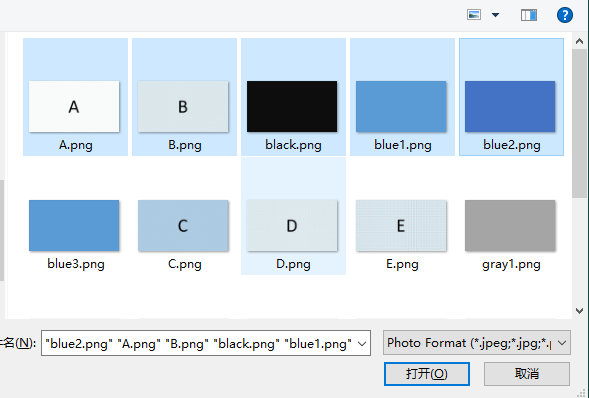 ?
A
B
A.png
B.png
black.png
blue1.png
blue2.png
C
D
E
blue3.png
C.png
D.png
E.png
gray1.png
名(N):
"blue2.png" "A.png" "B.png" "black.png" "blue1.png"
Photo Format (*.jpeg;*.jpg;*.p
打开(O)
取消